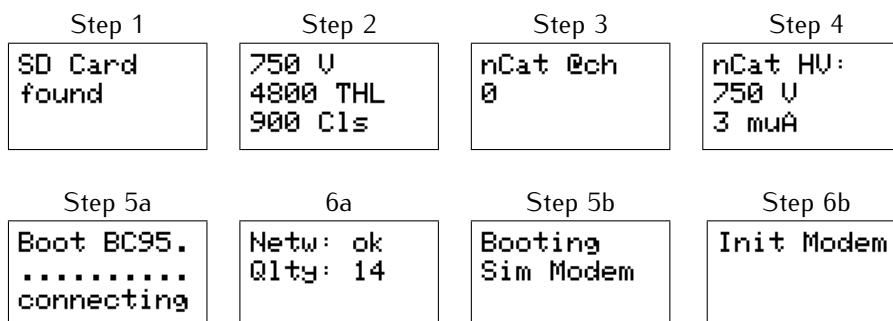 Step 1
SD Card
found
Step 2
750 V
4800 THL
900 Cls
Step 3
nCat @ch
0
Step 4
nCat HV:
750 V
3 muA
Step 5a
Boot BC95.
..........
connecting
6a
Netw: ok
Qlty: 14
Step 5b
Booting
Sim Modem
Step 6b
Init Modem